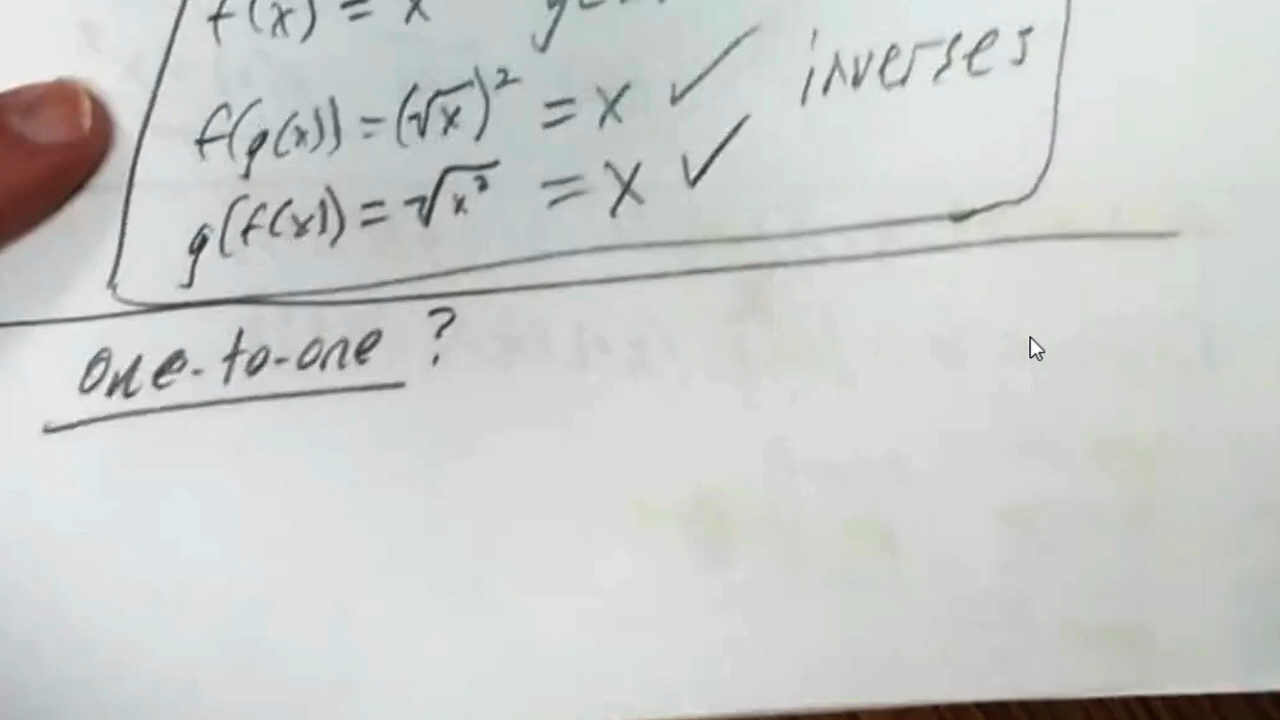 f(x) = x
f(g(x)) = (√x)² = x ✓ inverses
g(f(x)) = √x² = x ✓
one-to-one ?